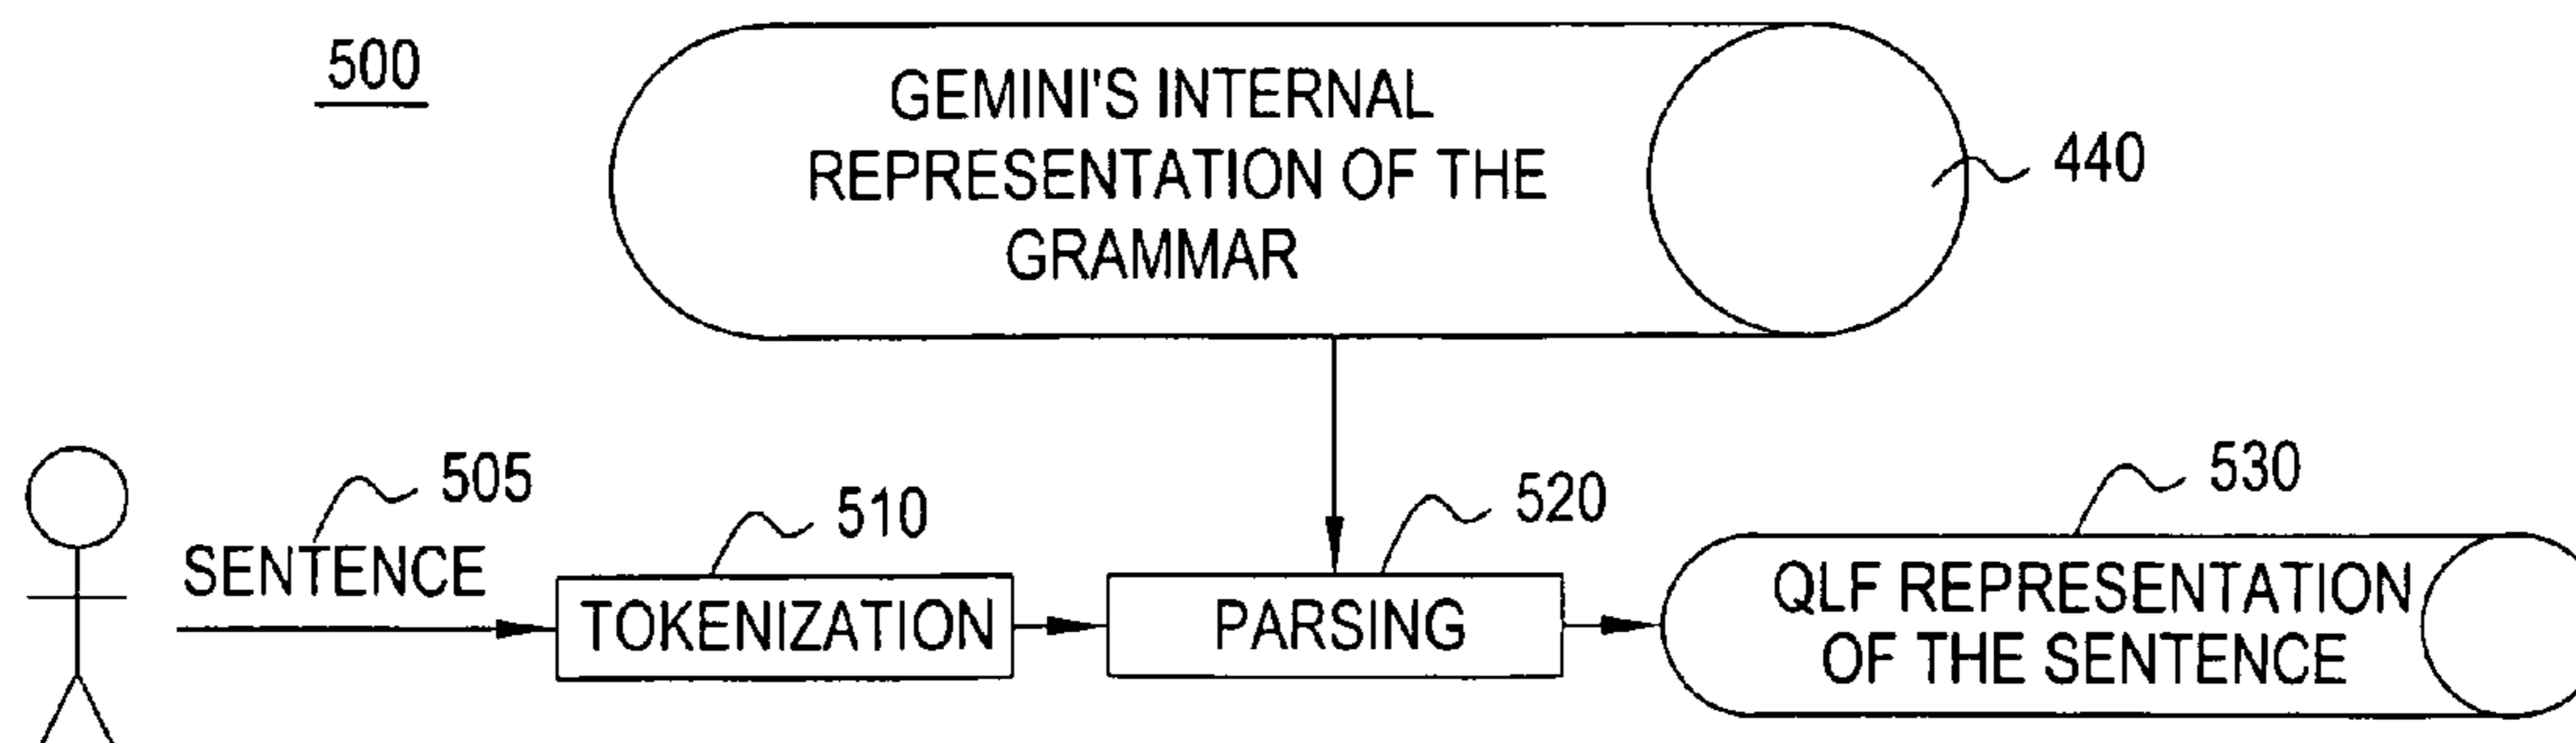 500
GEMINI'S INTERNAL
REPRESENTATION OF THE
GRAMMAR
440
505
SENTENCE
510
TOKENIZATION
520
PARSING
530
QLF REPRESENTATION
OF THE SENTENCE